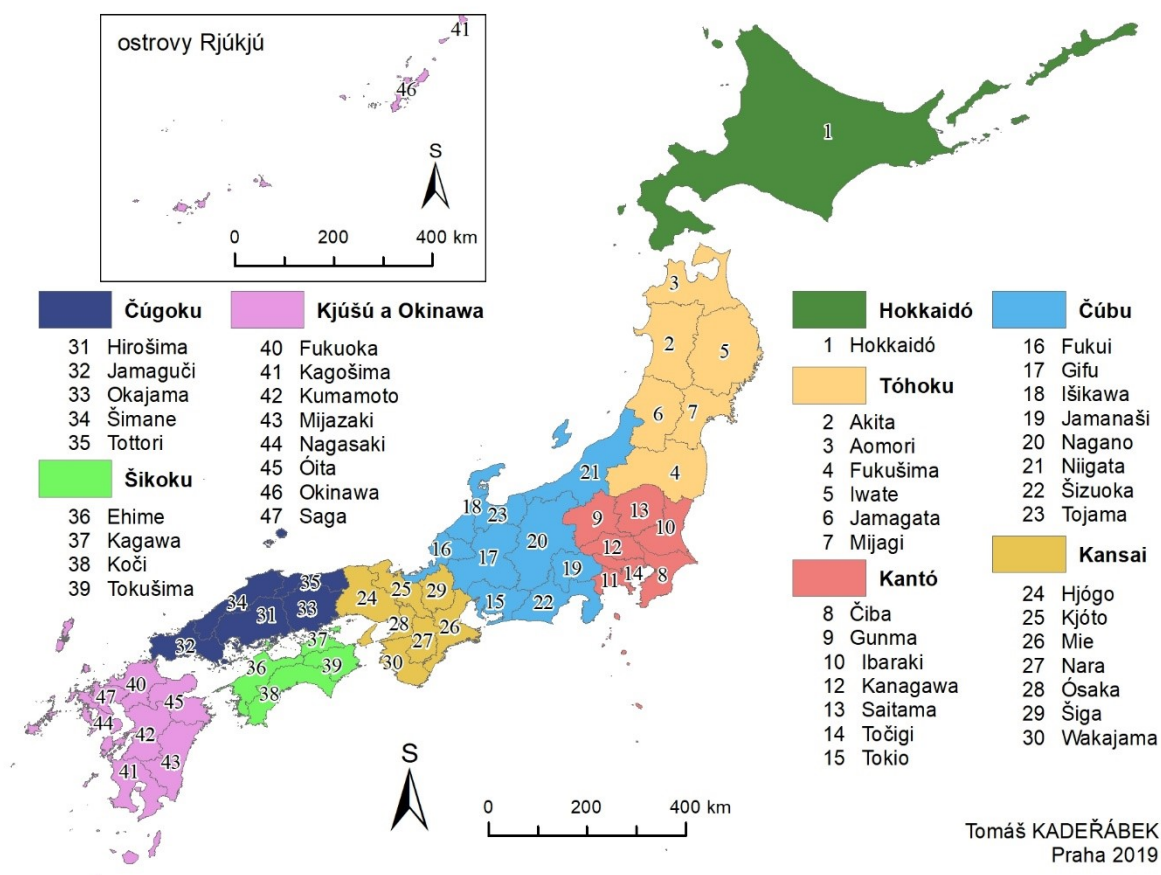 ostrovy Rjúkjú
41
46
S
0 200 400 km
Čúgoku
31 Hirošima
32 Jamaguči
33 Okajama
34 Šimane
35 Tottori
Šikoku
36 Ehime
37 Kagawa
38 Koči
39 Tokušima
Kjúšú a Okinawa
40 Fukuoka
41 Kagošima
42 Kumamoto
43 Mijazaki
44 Nagasaki
45 Óita
46 Okinawa
47 Saga
Hokkaidó
1 Hokkaidó
Tóhoku
2 Akita
3 Aomori
4 Fukušima
5 Iwate
6 Jamagata
7 Mijagi
Kantó
8 Čiba
9 Gunma
10 Ibaraki
12 Kanagawa
13 Saitama
14 Točigi
15 Tokio
Čúbu
16 Fukui
17 Gifu
18 Išikawa
19 Jamanaši
20 Nagano
21 Niigata
22 Šizuoka
23 Tojama
Kansai
24 Hjógo
25 Kjóto
26 Mie
27 Nara
28 Ósaka
29 Šiga
30 Wakajama
1
3
2
5
6
7
4
21
18
23
9
13
10
20
12
16
17
19
11
14
8
15
22
35
24
25
29
34
31
33
28
26
32
37
27
36
39
30
38
40
47
45
44
42
41
43
S
0 200 400 km
Tomáš KADEŘÁBEK
Praha 2019